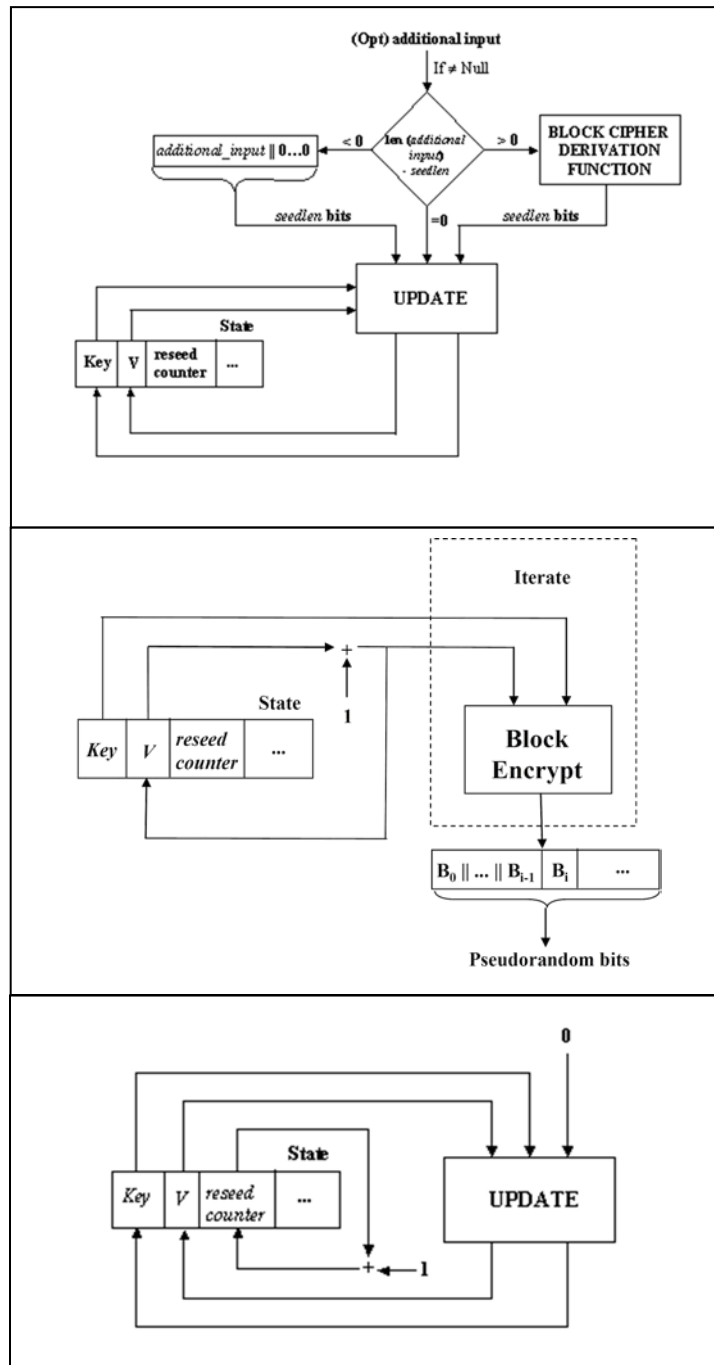 (Opt) additional input
If ≠ Null
< 0
len (additional
input)
- seedlen
> 0
additional_input || 0...0
BLOCK CIPHER
DERIVATION
FUNCTION
seedlen bits
=0
seedlen bits
UPDATE
State
Key
V
reseed
counter
...
Iterate
+
1
State
Key
V
reseed
counter
...
Block
Encrypt
B0 || ... || Bi-1
Bi
...
Pseudorandom bits
0
State
Key
V
reseed
counter
...
UPDATE
+
1